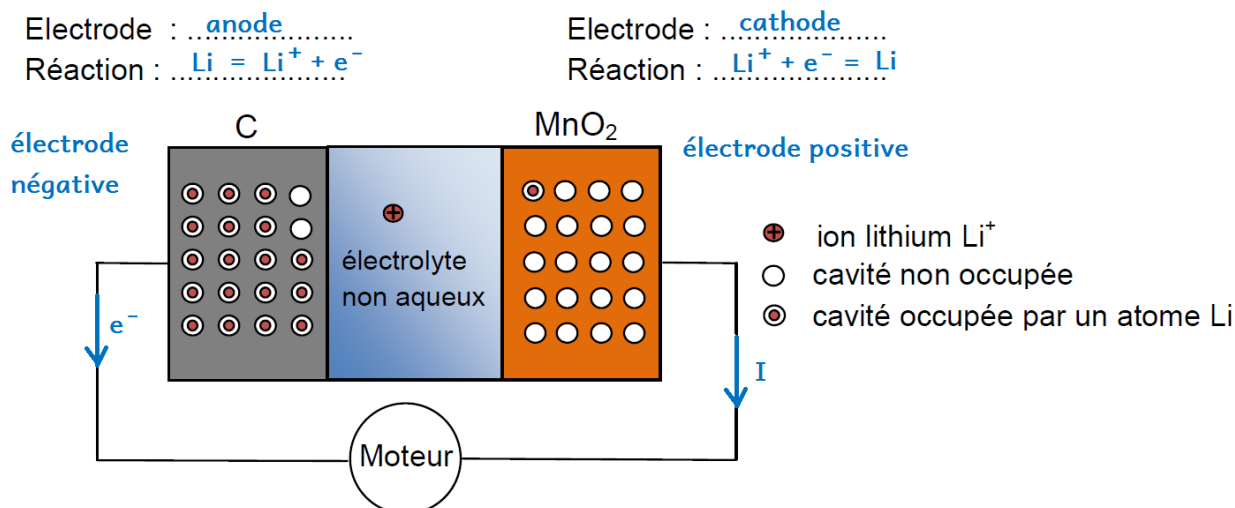 Electrode : anode
Réaction : Li = Li⁺ + e⁻
Electrode : cathode
Réaction : Li⁺ + e⁻ = Li
électrode
négative
C
MnO₂
électrode positive
électrolyte
non aqueux
ion lithium Li⁺
cavité non occupée
cavité occupée par un atome Li
e⁻
I
Moteur